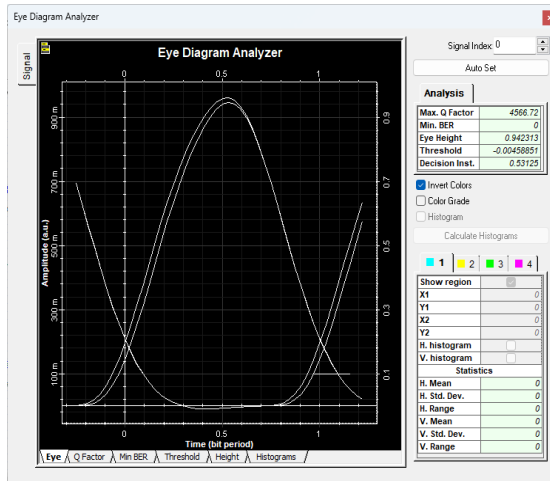 Eye Diagram Analyzer
Signal Index: 0
Auto Set
Analysis
Max. Q Factor 4566.72
Min. BER 0
Eye Height 0.942313
Threshold -0.00458851
Decision Inst. 0.53125
Invert Colors
Color Grade
Histogram
Calculate Histograms
1 2 3 4
Show region
X1 0
Y1 0
X2 0
Y2 0
H. histogram
V. histogram
Statistics
H. Mean 0
H. Std. Dev. 0
H. Range 0
V. Mean 0
V. Std. Dev. 0
V. Range 0
Signal
Eye Diagram Analyzer
0 0.5 1
Amplitude (a.u.)
900 m
700 m
500 m
300 m
100 m
0.9
0.7
0.5
0.3
0.1
0 0.5 1
Time (bit period)
Eye Q Factor Min BER Threshold Height Histograms